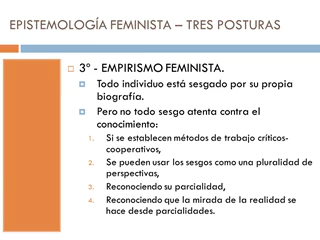 EPISTEMOLOGÍA FEMINISTA – TRES POSTURAS
3º - EMPIRISMO FEMINISTA.
Todo individuo está sesgado por su propia
biografía.
Pero no todo sesgo atenta contra el
conocimiento:
1. Si se establecen métodos de trabajo críticos-
cooperativos,
2. Se pueden usar los sesgos como una pluralidad de
perspectivas,
3. Reconociendo su parcialidad,
4. Reconociendo que la mirada de la realidad se
hace desde parcialidades.